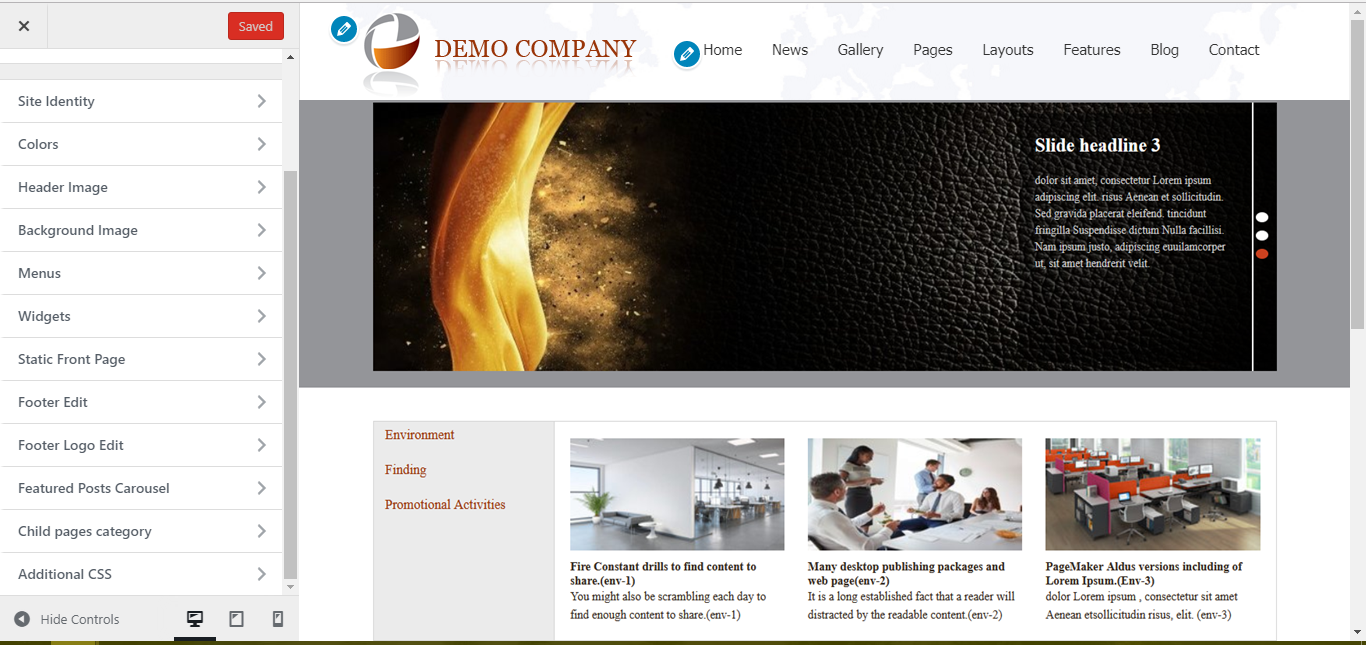 Saved
Site Identity
Colors
Header Image
Background Image
Menus
Widgets
Static Front Page
Footer Edit
Footer Logo Edit
Featured Posts Carousel
Child pages category
Additional CSS
Hide Controls
DEMO COMPANY
Home News Gallery Pages Layouts Features Blog Contact
Slide headline 3
dolor sit amet, consectetur Lorem ipsum
adipiscing elit. risus Aenean et sollicitudin.
Sed gravida placerat eleifend. tincidunt
fringilla Suspendisse dictum Nulla facillisi.
Nam ipsum justo, adipiscing euuilamcorper
ut, sit amet hendrerit velit.
Environment
Finding
Promotional Activities
Fire Constant drills to find content to
share.(env-1)
You might also be scrambling each day to
find enough content to share.(env-1)
Many desktop publishing packages and
web page(env-2)
It is a long established fact that a reader will
distracted by the readable content.(env-2)
PageMaker Aldus versions including of
Lorem Ipsum.(Env-3)
dolor Lorem ipsum , consectetur sit amet
Aenean etsollicitudin risus, elit. (env-3)